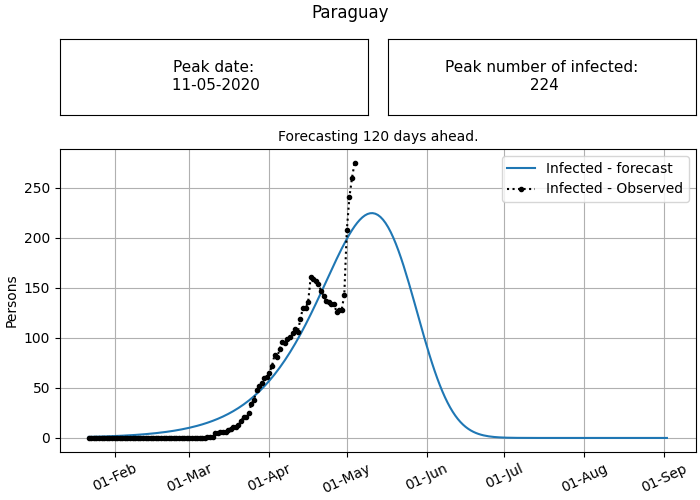 Paraguay
Peak date:
11-05-2020
Peak number of infected:
224
Forecasting 120 days ahead.
Infected - forecast
Infected - Observed
Persons
250
200
150
100
50
0
01-Feb
01-Mar
01-Apr
01-May
01-Jun
01-Jul
01-Aug
01-Sep